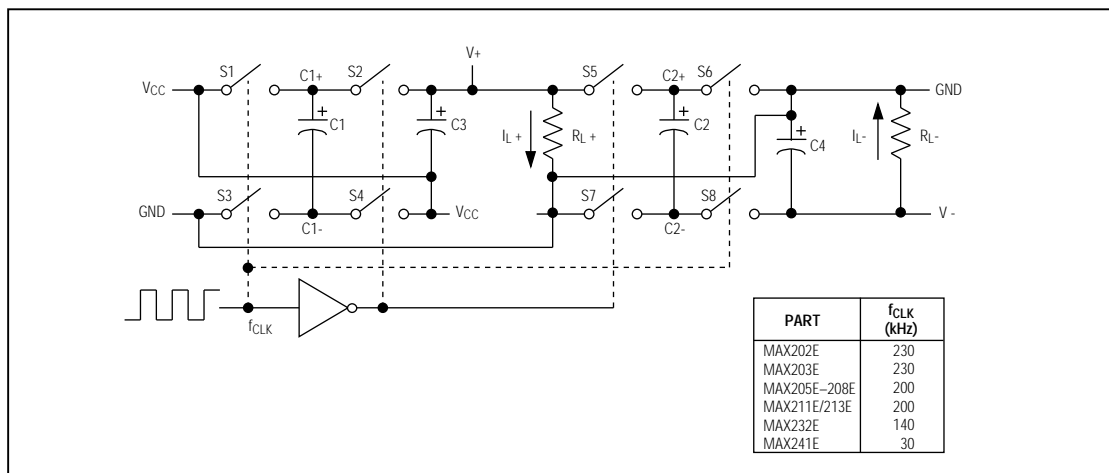 V+
S1 C1+ S2 S5 C2+ S6
VCC GND
+ + + +
C1 C3 IL + RL + C2 C4 IL- RL-
S3 S4 S7 S8
GND VCC V -
C1- C2-
fCLK
PART fCLK (kHz)
MAX202E 230
MAX203E 230
MAX205E–208E 200
MAX211E/213E 200
MAX232E 140
MAX241E 30